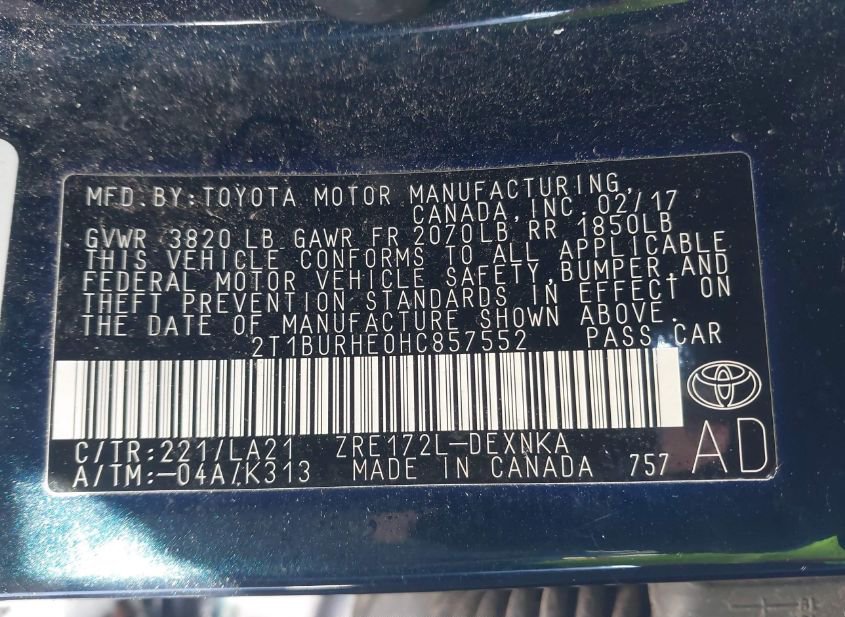 MFD.BY:TOYOTA MOTOR MANUFACTURING,
CANADA,INC. 02/17
GVWR 3820 LB GAWR FR 2070LB RR 1850LB
THIS VEHICLE CONFORMS TO ALL APPLICABLE
FEDERAL MOTOR VEHICLE SAFETY,BUMPER,AND
THEFT PREVENTION STANDARDS IN EFFECT ON
THE DATE OF MANUFACTURE SHOWN ABOVE.
2T1BURHE0HC857552 PASS.CAR
C/TR:221/LA21 ZRE172L-DEXNKA
A/TM:-04A/K313 MADE IN CANADA 757 AD